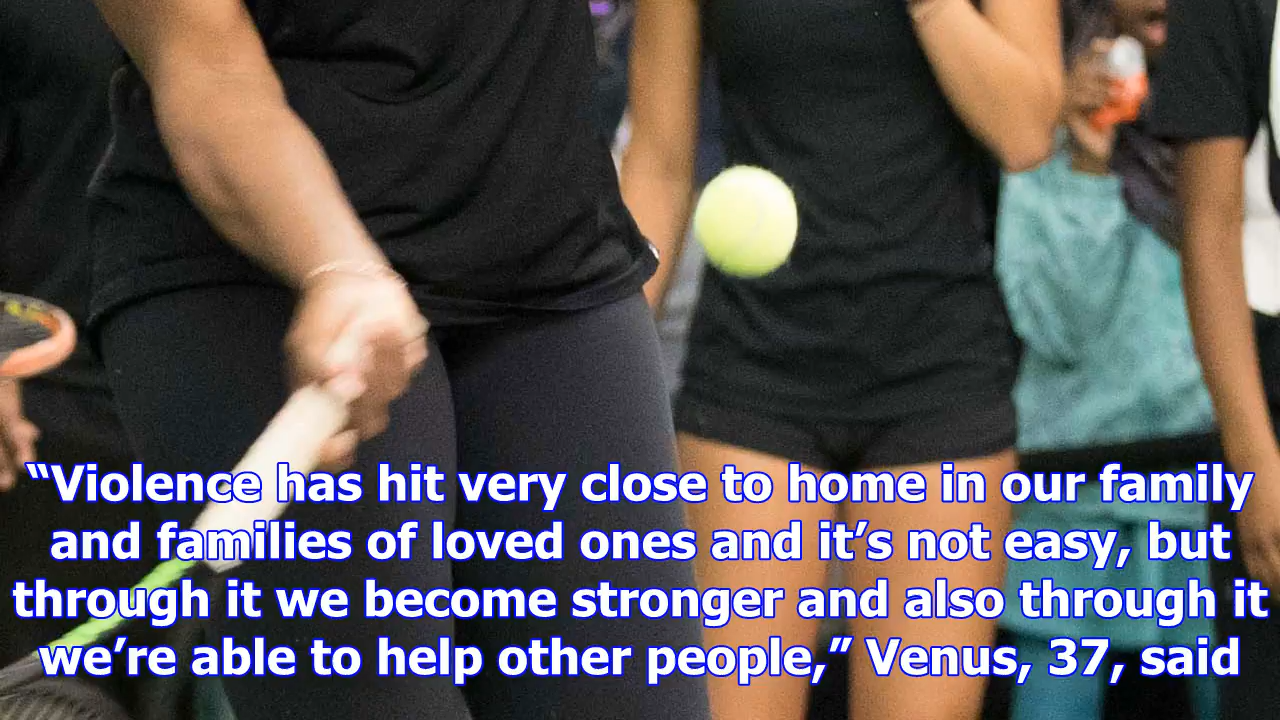 “Violence has hit very close to home in our family
and families of loved ones and it’s not easy, but
through it we become stronger and also through it
we’re able to help other people,” Venus, 37, said